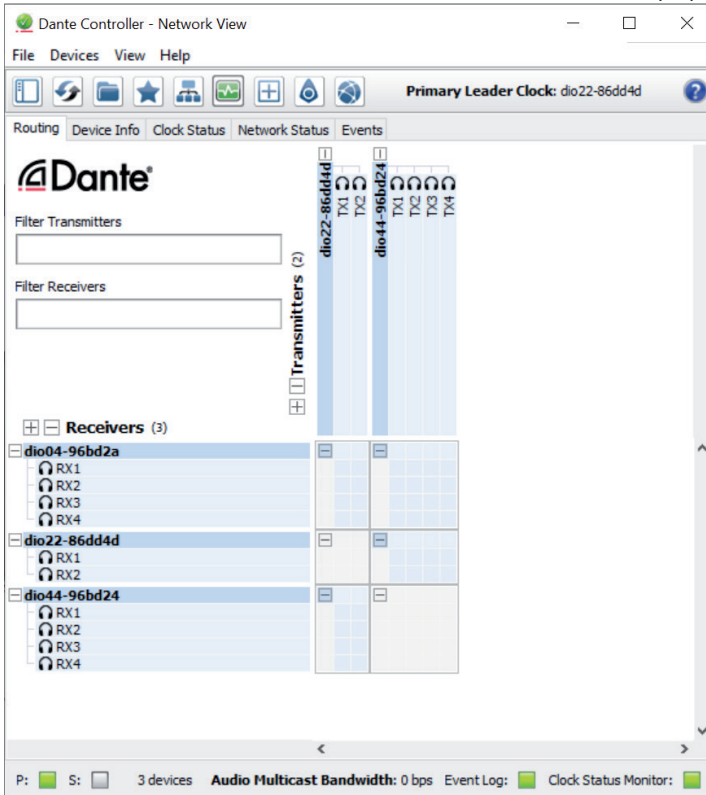 Dante Controller - Network View
File Devices View Help
Primary Leader Clock: dio22-86dd4d
?
Routing Device Info Clock Status Network Status Events
Dante®
Filter Transmitters
Filter Receivers
Transmitters (2)
dio22-86dd4d
TX1
TX2
dio44-96bd24
TX1
TX2
TX3
TX4
Receivers (3)
dio04-96bd2a
RX1
RX2
RX3
RX4
dio22-86dd4d
RX1
RX2
dio44-96bd24
RX1
RX2
RX3
RX4
P: S: 3 devices Audio Multicast Bandwidth: 0 bps Event Log: Clock Status Monitor: